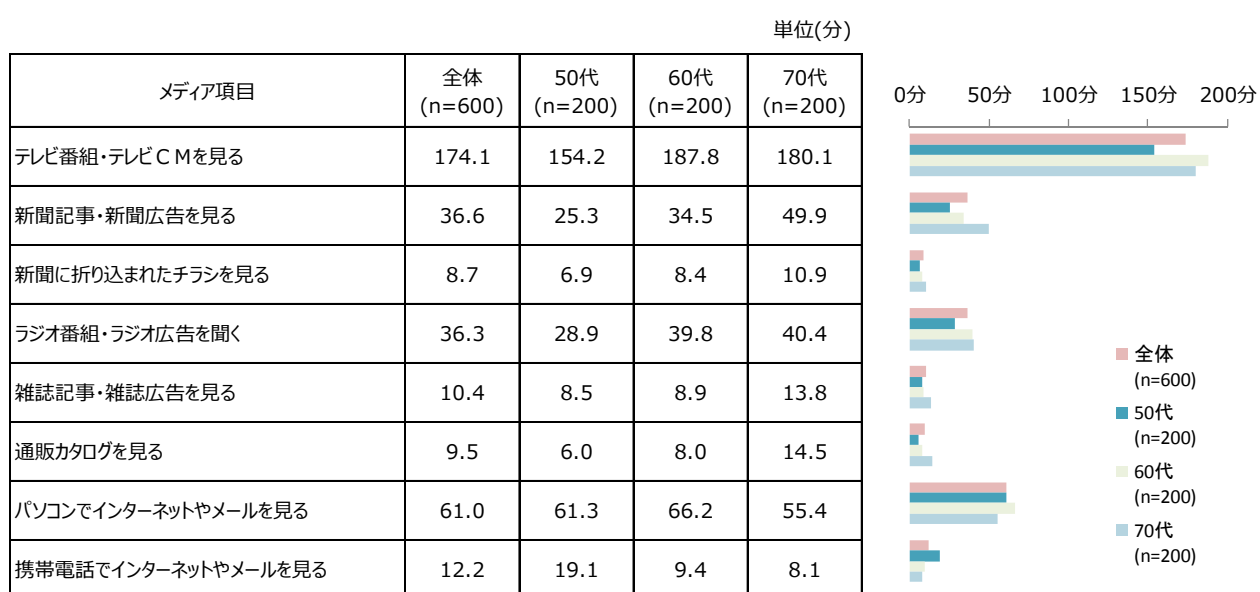 単位(分)
メディア項目 全体 50代 60代 70代
(n=600) (n=200) (n=200) (n=200)
0分 50分 100分 150分 200分
テレビ番組・テレビＣＭを見る 174.1 154.2 187.8 180.1
新聞記事・新聞広告を見る 36.6 25.3 34.5 49.9
新聞に折り込まれたチラシを見る 8.7 6.9 8.4 10.9
ラジオ番組・ラジオ広告を聞く 36.3 28.9 39.8 40.4
雑誌記事・雑誌広告を見る 10.4 8.5 8.9 13.8
通販カタログを見る 9.5 6.0 8.0 14.5
パソコンでインターネットやメールを見る 61.0 61.3 66.2 55.4
携帯電話でインターネットやメールを見る 12.2 19.1 9.4 8.1
全体
(n=600)
50代
(n=200)
60代
(n=200)
70代
(n=200)